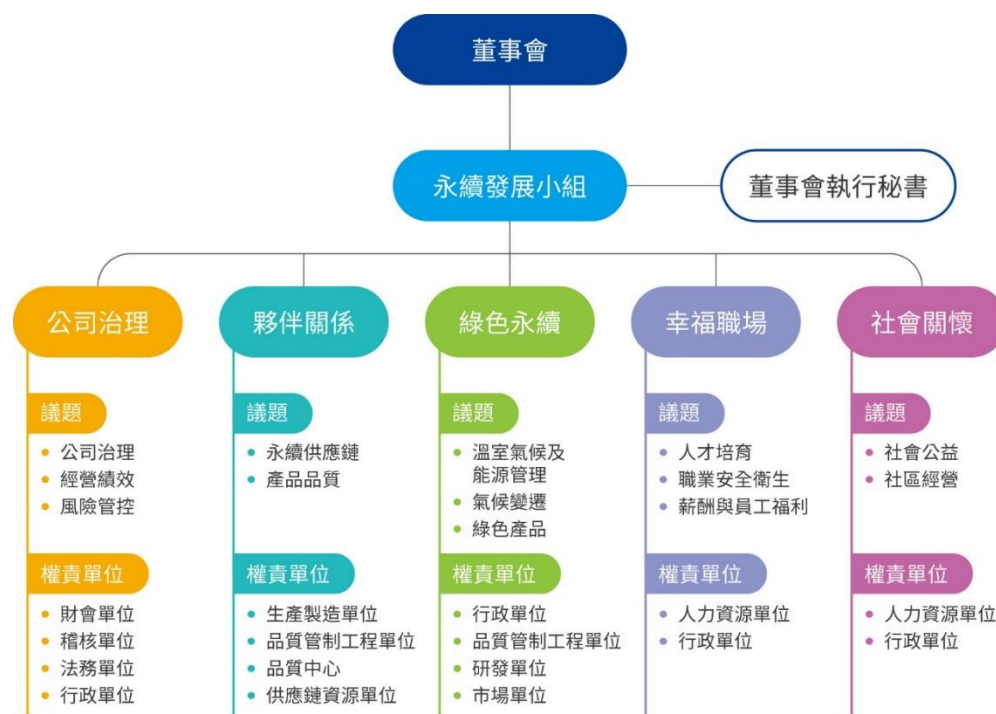 董事會
永續發展小組
董事會執行秘書
公司治理
議題
公司治理
經營績效
風險管控
權責單位
財會單位
稽核單位
法務單位
行政單位
夥伴關係
議題
永續供應鏈
產品品質
權責單位
生產製造單位
品質管制工程單位
品質中心
供應鏈資源單位
綠色永續
議題
溫室氣候及
能源管理
氣候變遷
綠色產品
權責單位
行政單位
品質管制工程單位
研發單位
市場單位
幸福職場
議題
人才培育
職業安全衛生
薪酬與員工福利
權責單位
人力資源單位
行政單位
社會關懷
議題
社會公益
社區經營
權責單位
人力資源單位
行政單位